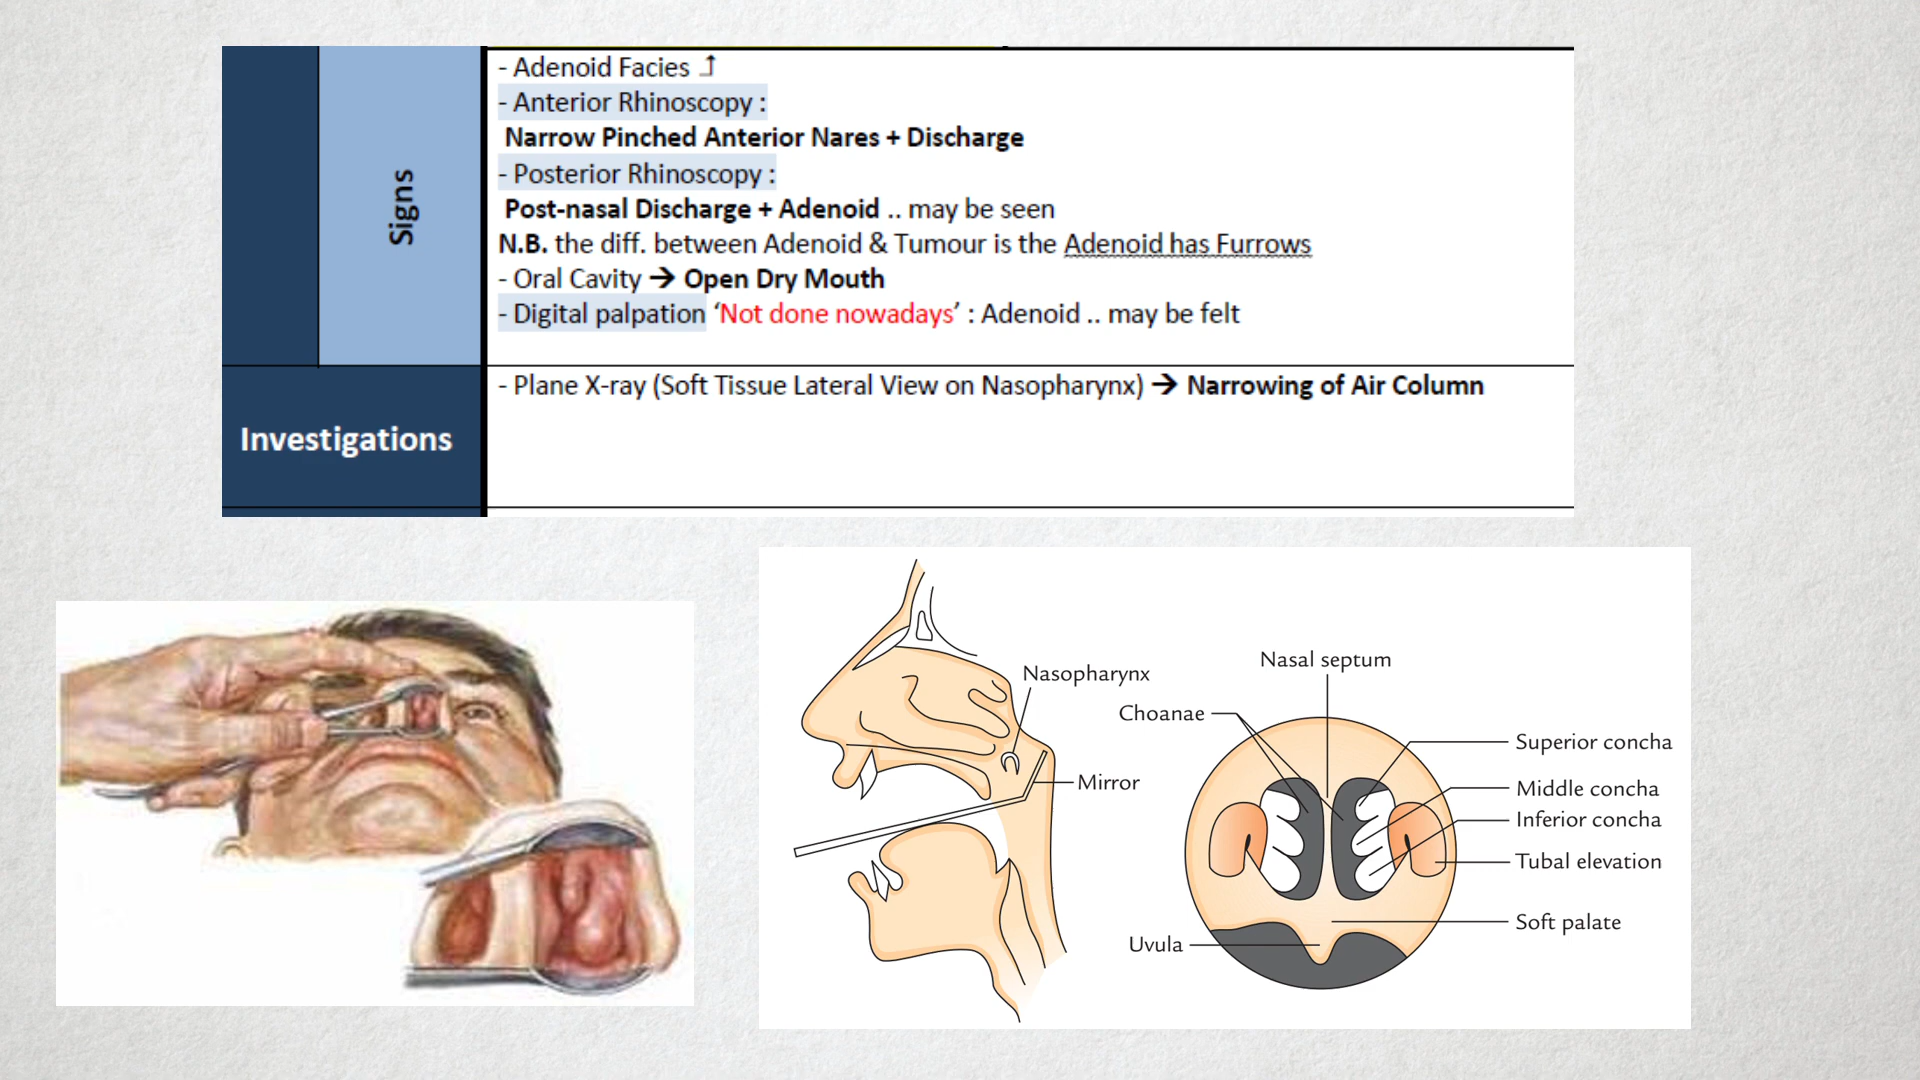 Signs
- Adenoid Facies ⤴
- Anterior Rhinoscopy :
Narrow Pinched Anterior Nares + Discharge
- Posterior Rhinoscopy :
Post-nasal Discharge + Adenoid .. may be seen
N.B. the diff. between Adenoid & Tumour is the Adenoid has Furrows
- Oral Cavity → Open Dry Mouth
- Digital palpation ‘Not done nowadays’ : Adenoid .. may be felt
Investigations
- Plane X-ray (Soft Tissue Lateral View on Nasopharynx) → Narrowing of Air Column
Nasopharynx
Mirror
Nasal septum
Choanae
Superior concha
Middle concha
Inferior concha
Tubal elevation
Soft palate
Uvula